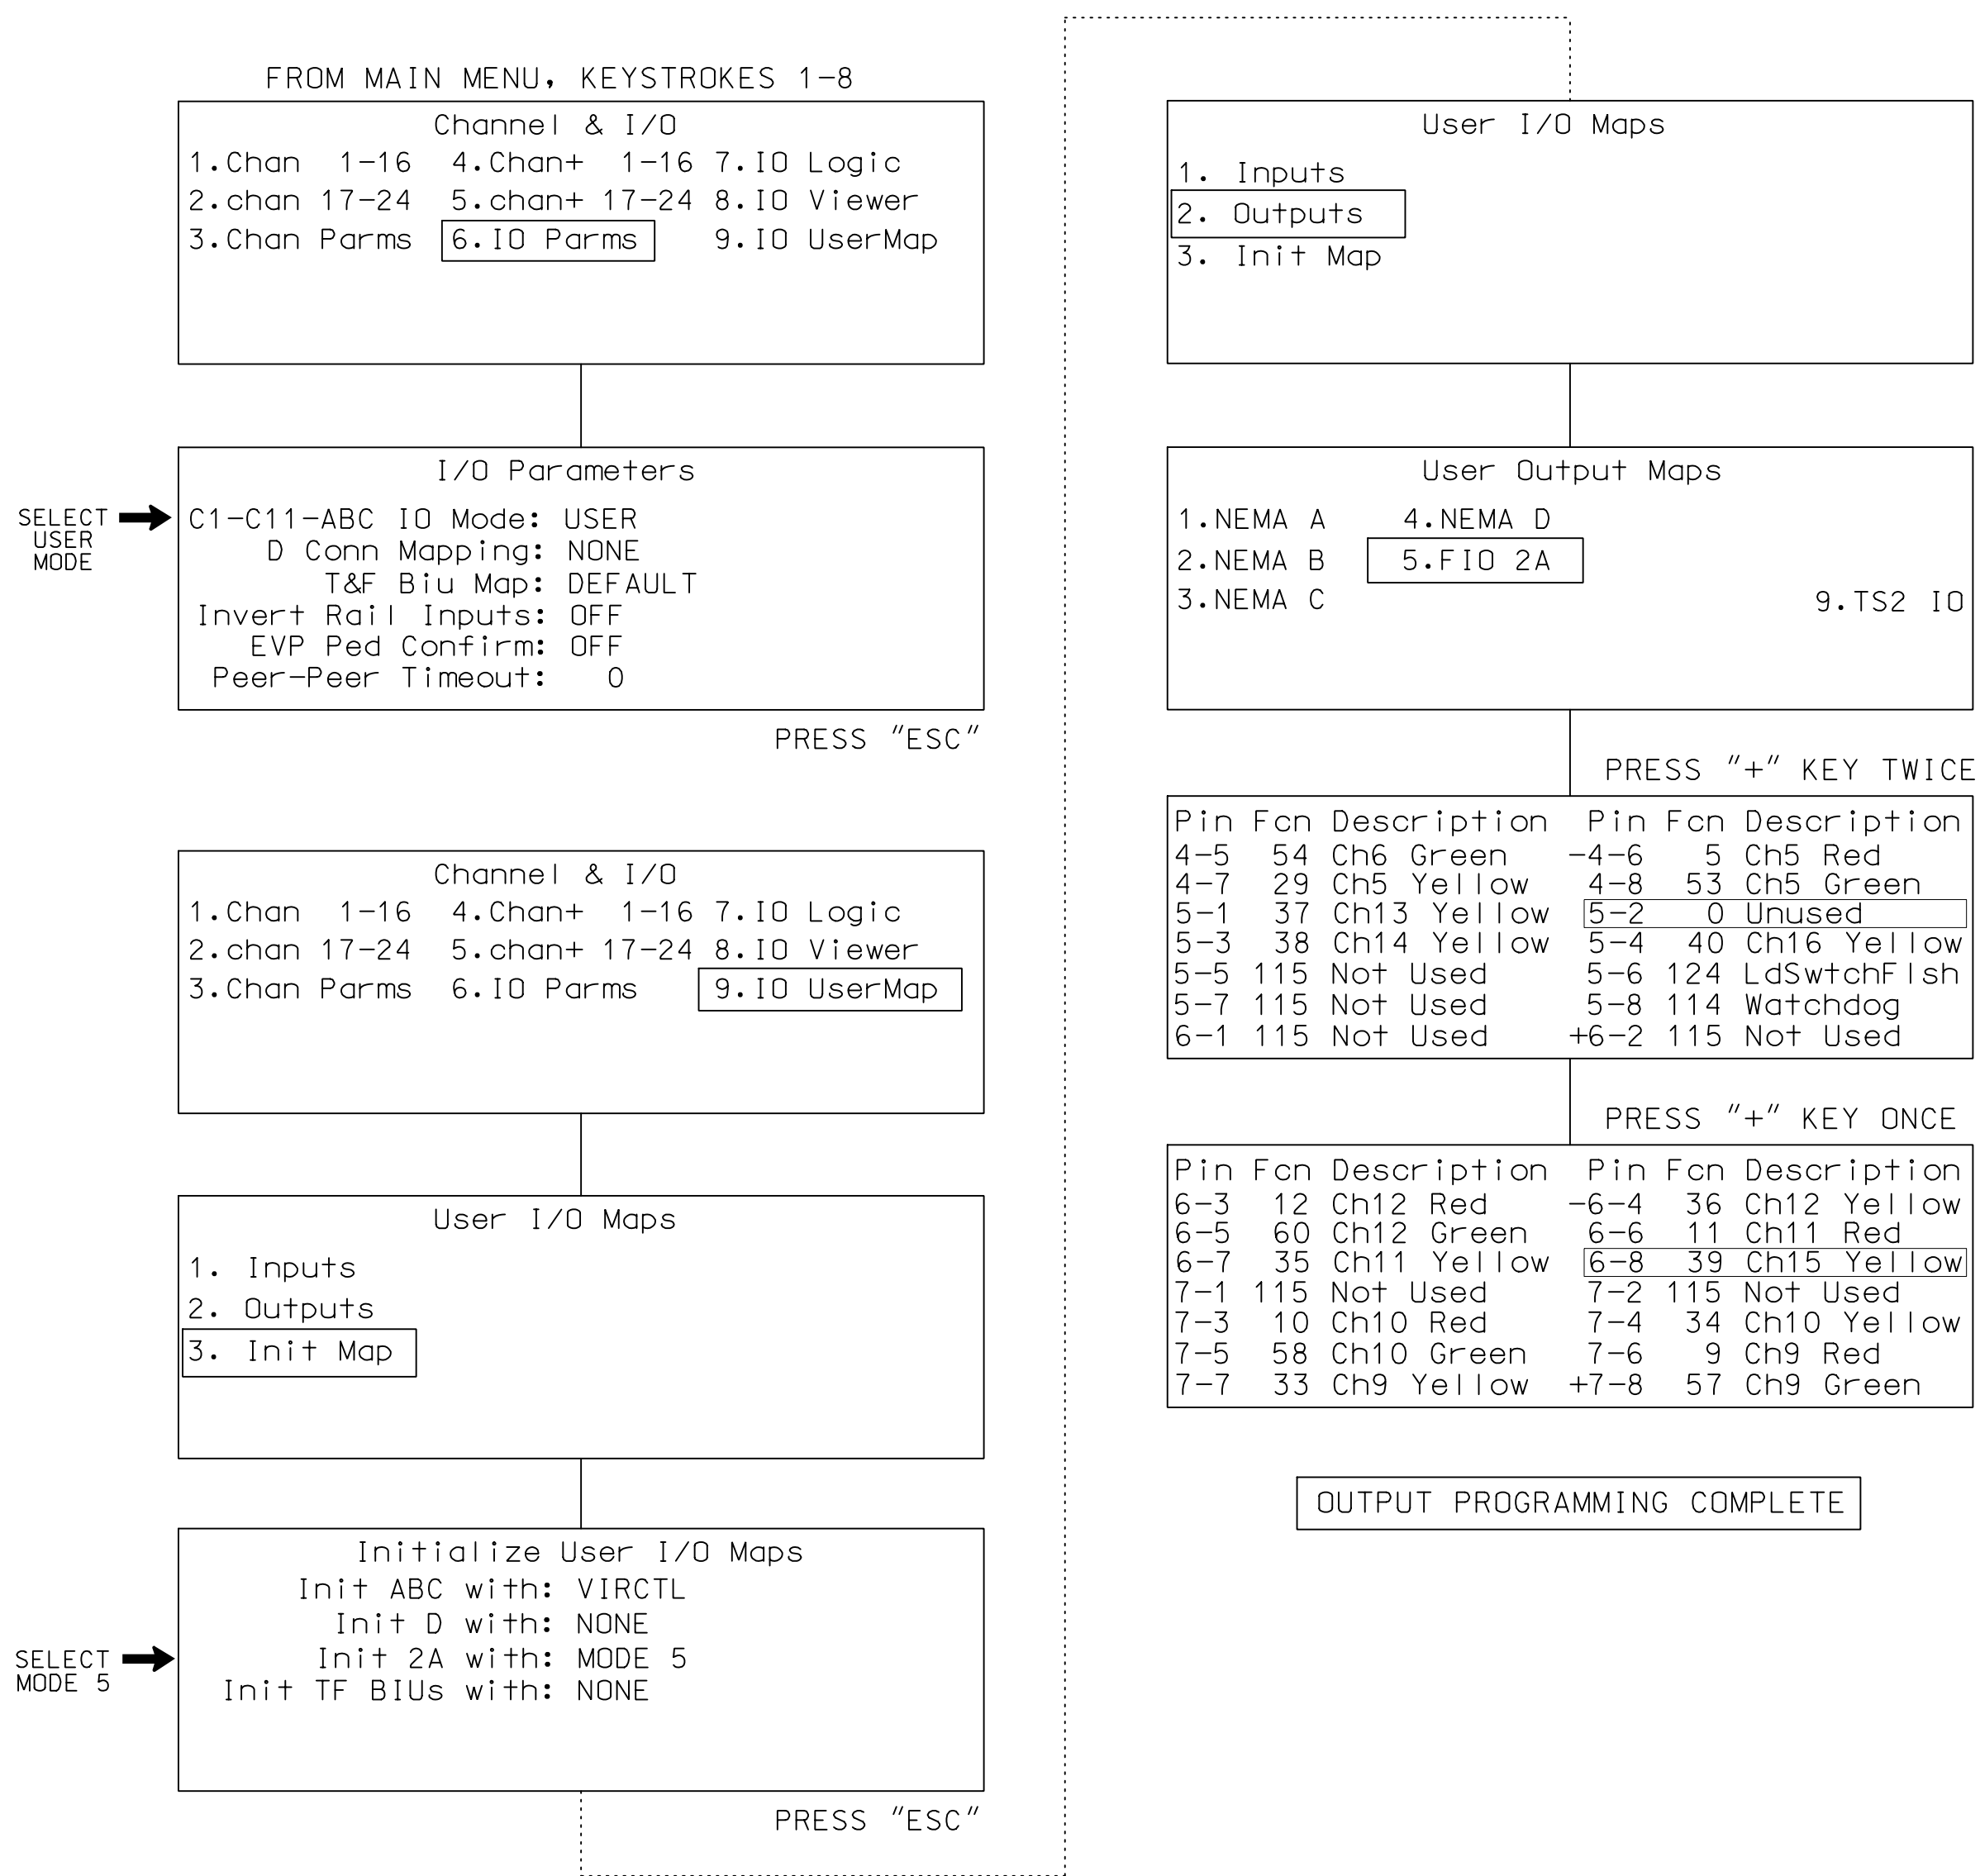 FROM MAIN MENU, KEYSTROKES 1-8
Channel & I/O
1.Chan 1-16 4.Chan+ 1-16 7.IO Logic
2.chan 17-24 5.chan+ 17-24 8.IO Viewer
3.Chan Parms 6.IO Parms 9.IO UserMap
I/O Parameters
SELECT
USER
MODE
C1-C11-ABC IO Mode: USER
D Conn Mapping: NONE
T&F Biu Map: DEFAULT
Invert Rail Inputs: OFF
EVP Ped Confirm: OFF
Peer-Peer Timeout: 0
PRESS "ESC"
Channel & I/O
1.Chan 1-16 4.Chan+ 1-16 7.IO Logic
2.chan 17-24 5.chan+ 17-24 8.IO Viewer
3.Chan Parms 6.IO Parms 9.IO UserMap
User I/O Maps
1. Inputs
2. Outputs
3. Init Map
Initialize User I/O Maps
Init ABC with: VIRCTL
Init D with: NONE
SELECT
MODE 5
Init 2A with: MODE 5
Init TF BIUs with: NONE
PRESS "ESC"
User I/O Maps
1. Inputs
2. Outputs
3. Init Map
User Output Maps
1.NEMA A 4.NEMA D
2.NEMA B 5.FIO 2A
3.NEMA C 9.TS2 IO
PRESS "+" KEY TWICE
Pin Fcn Description Pin Fcn Description
4-5 54 Ch6 Green -4-6 5 Ch5 Red
4-7 29 Ch5 Yellow 4-8 53 Ch5 Green
5-1 37 Ch13 Yellow 5-2 0 Unused
5-3 38 Ch14 Yellow 5-4 40 Ch16 Yellow
5-5 115 Not Used 5-6 124 LdSwtchFlsh
5-7 115 Not Used 5-8 114 Watchdog
6-1 115 Not Used +6-2 115 Not Used
PRESS "+" KEY ONCE
Pin Fcn Description Pin Fcn Description
6-3 12 Ch12 Red -6-4 36 Ch12 Yellow
6-5 60 Ch12 Green 6-6 11 Ch11 Red
6-7 35 Ch11 Yellow 6-8 39 Ch15 Yellow
7-1 115 Not Used 7-2 115 Not Used
7-3 10 Ch10 Red 7-4 34 Ch10 Yellow
7-5 58 Ch10 Green 7-6 9 Ch9 Red
7-7 33 Ch9 Yellow +7-8 57 Ch9 Green
OUTPUT PROGRAMMING COMPLETE